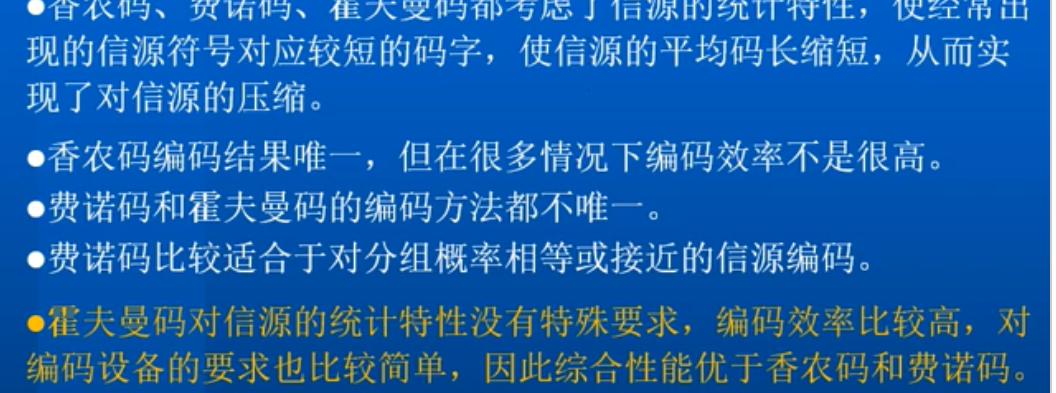 ●香农码、费诺码、霍夫曼码都考虑了信源的统计特性，使经常出
现的信源符号对应较短的码字，使信源的平均码长缩短，从而实
现了对信源的压缩。
●香农码编码结果唯一，但在很多情况下编码效率不是很高。
●费诺码和霍夫曼码的编码方法都不唯一。
●费诺码比较适合于对分组概率相等或接近的信源编码。
●霍夫曼码对信源的统计特性没有特殊要求，编码效率比较高，对
编码设备的要求也比较简单，因此综合性能优于香农码和费诺码。